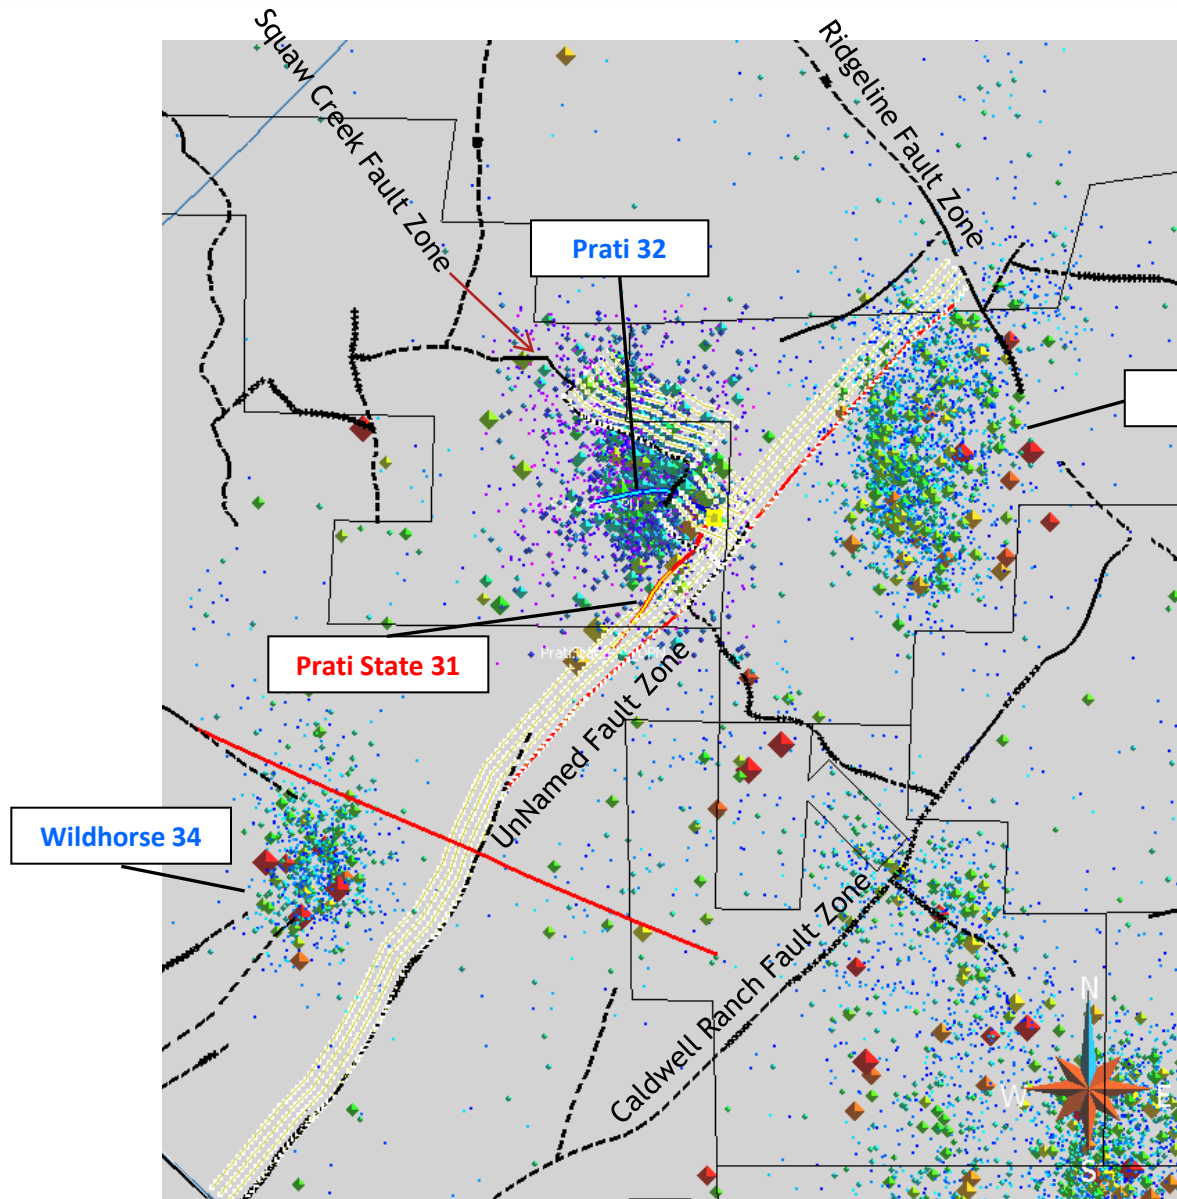 Squaw Creek Fault Zone
Ridgeline Fault Zone
Prati 32
Prati State 31
UnNamed Fault Zone
Wildhorse 34
Caldwell Ranch Fault Zone
N
W
E
S